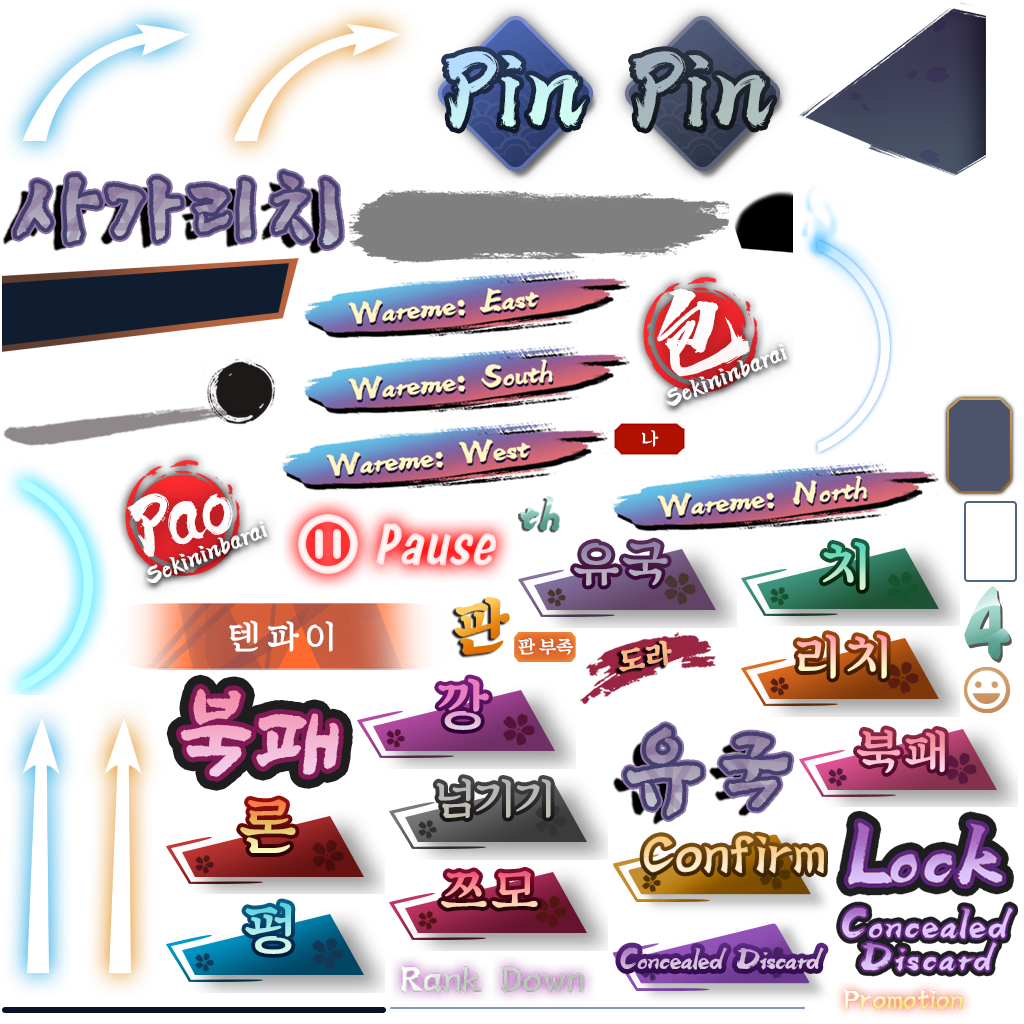 Pin
Pin
사가리치
Wareme: East
包
Sekininbarai
Wareme: South
나
Wareme: West
Wareme: North
Pao
Sekininbarai
Pause
th
유국
치
텐파이
판
판 부족
도라
리치
4
북패
깡
유국
북패
론
넘기기
Confirm
Lock
쯔모
펑
Concealed Discard
Concealed
Discard
Rank Down
Promotion